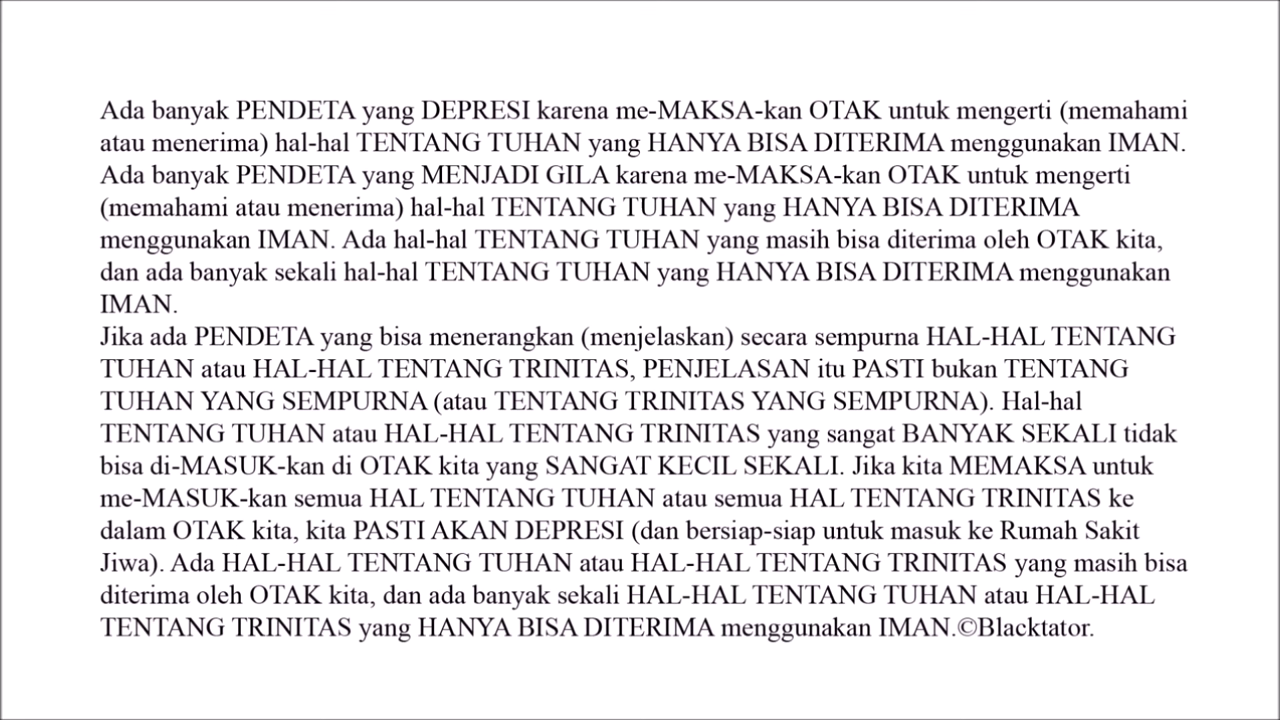 Ada banyak PENDETA yang DEPRESI karena me-MAKSA-kan OTAK untuk mengerti (memahami
atau menerima) hal-hal TENTANG TUHAN yang HANYA BISA DITERIMA menggunakan IMAN.
Ada banyak PENDETA yang MENJADI GILA karena me-MAKSA-kan OTAK untuk mengerti
(memahami atau menerima) hal-hal TENTANG TUHAN yang HANYA BISA DITERIMA
menggunakan IMAN. Ada hal-hal TENTANG TUHAN yang masih bisa diterima oleh OTAK kita,
dan ada banyak sekali hal-hal TENTANG TUHAN yang HANYA BISA DITERIMA menggunakan
IMAN.
Jika ada PENDETA yang bisa menerangkan (menjelaskan) secara sempurna HAL-HAL TENTANG
TUHAN atau HAL-HAL TENTANG TRINITAS, PENJELASAN itu PASTI bukan TENTANG
TUHAN YANG SEMPURNA (atau TENTANG TRINITAS YANG SEMPURNA). Hal-hal
TENTANG TUHAN atau HAL-HAL TENTANG TRINITAS yang sangat BANYAK SEKALI tidak
bisa di-MASUK-kan di OTAK kita yang SANGAT KECIL SEKALI. Jika kita MEMAKSA untuk
me-MASUK-kan semua HAL TENTANG TUHAN atau semua HAL TENTANG TRINITAS ke
dalam OTAK kita, kita PASTI AKAN DEPRESI (dan bersiap-siap untuk masuk ke Rumah Sakit
Jiwa). Ada HAL-HAL TENTANG TUHAN atau HAL-HAL TENTANG TRINITAS yang masih bisa
diterima oleh OTAK kita, dan ada banyak sekali HAL-HAL TENTANG TUHAN atau HAL-HAL
TENTANG TRINITAS yang HANYA BISA DITERIMA menggunakan IMAN.©Blacktator.